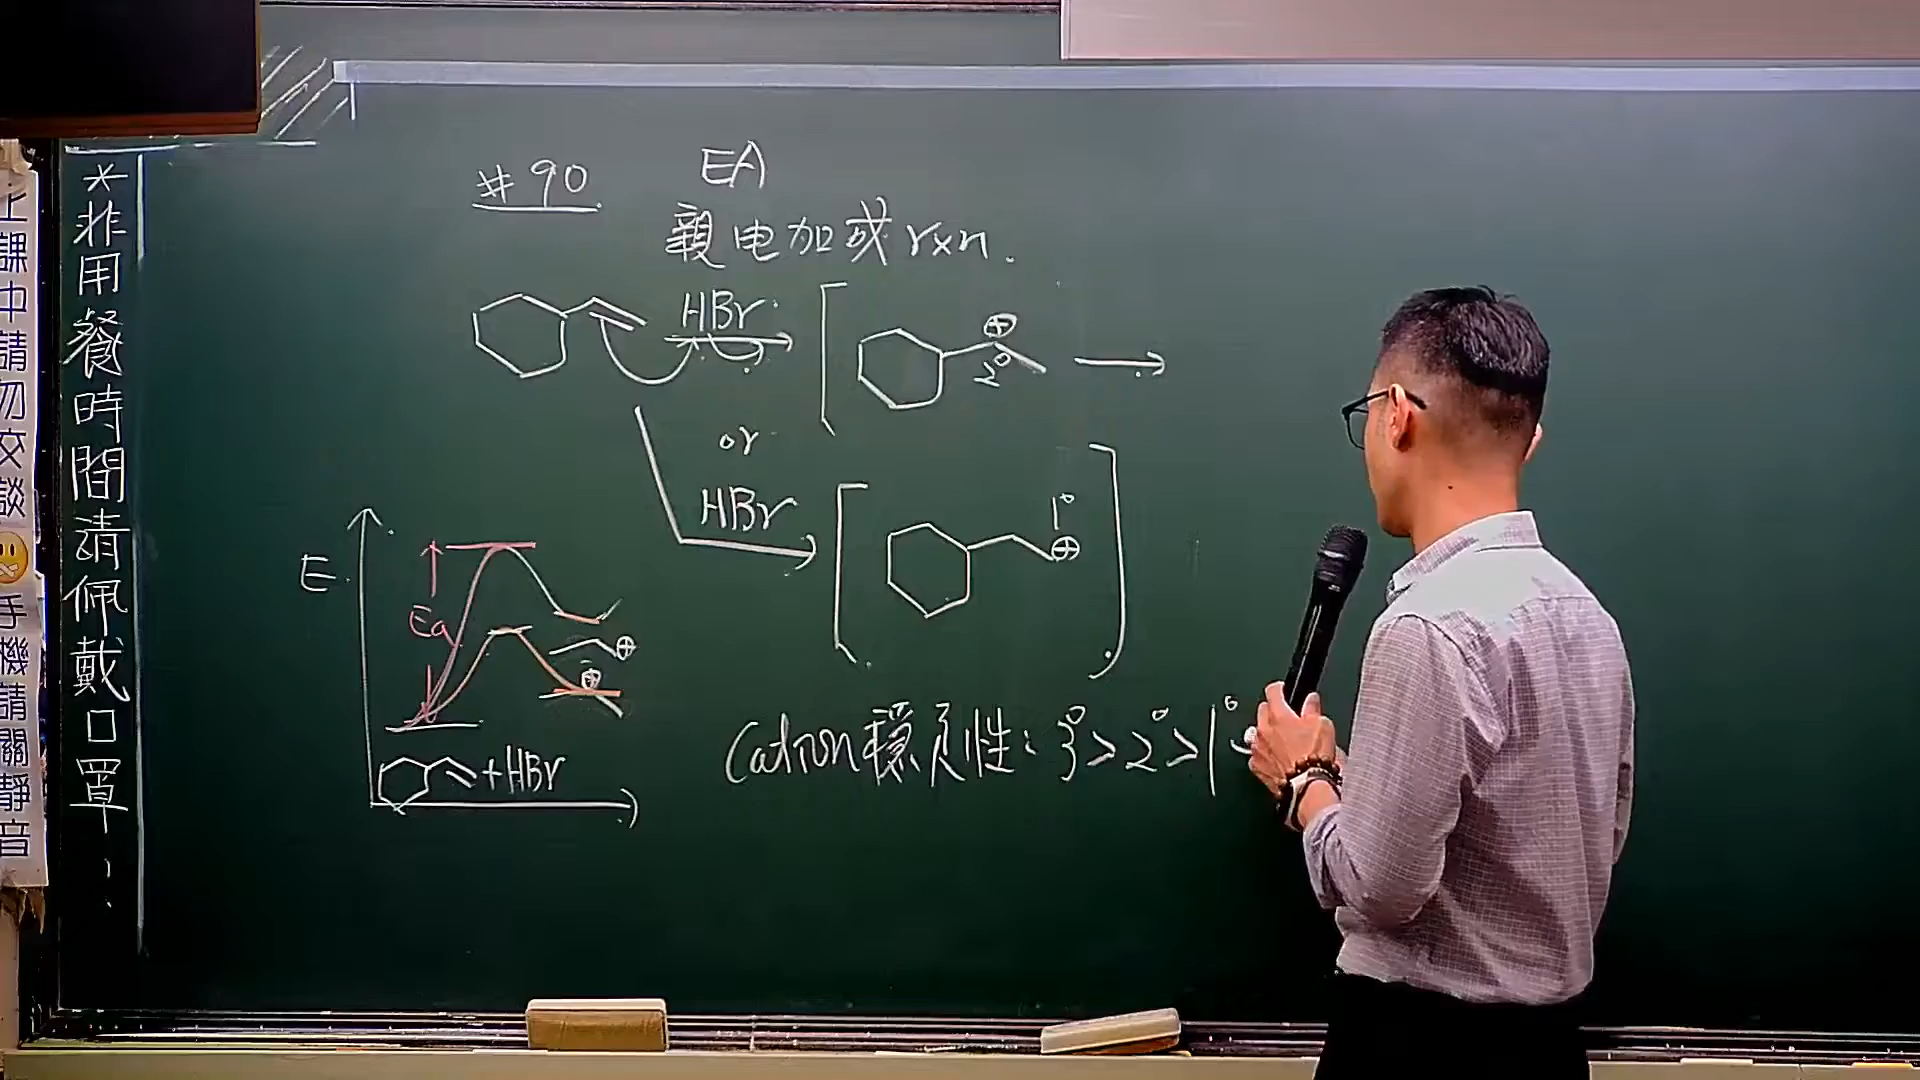 上課中請勿交談
手機請關靜音
*非用餐時間請佩戴口罩!
#90
EA
親电加成rxn.
HBr
⊕
2°
or
HBr
1°
⊕
E
Ea
⊕
⊕
+HBr
Cation穩定性: 3°>2°>1°